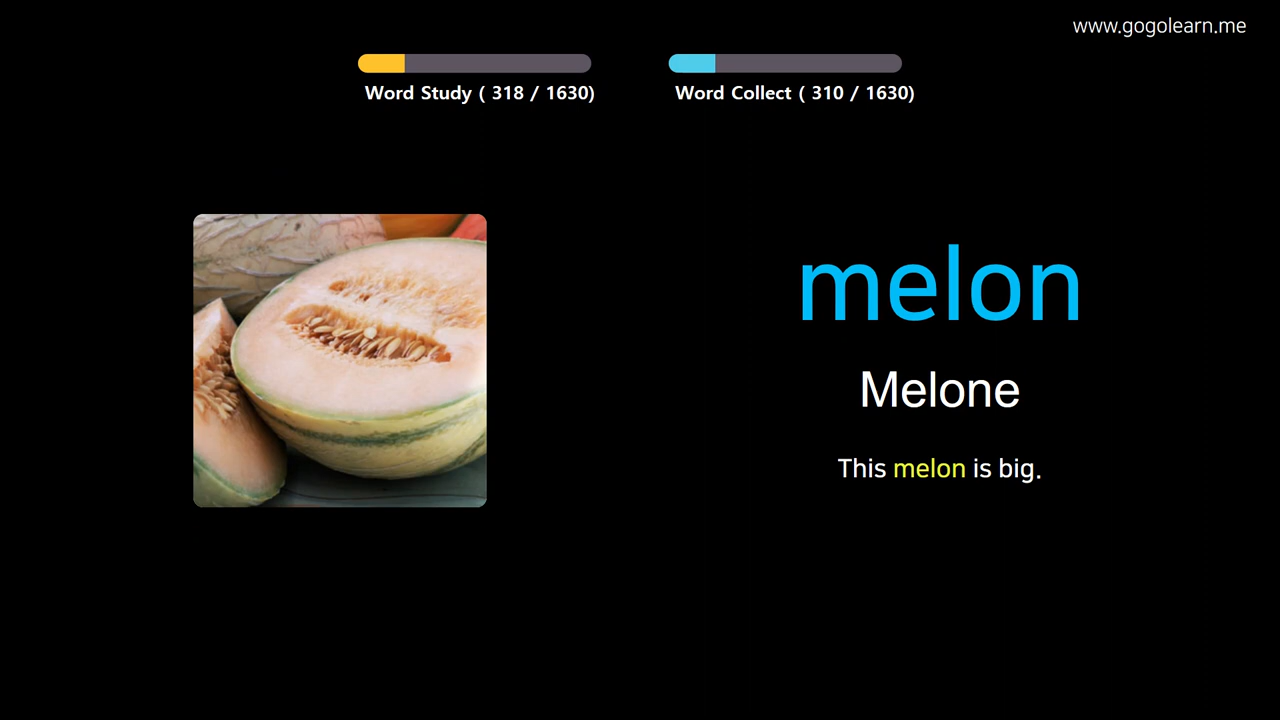 www.gogolearn.me
Word Study ( 318 / 1630)
Word Collect ( 310 / 1630)
melon
Melone
This melon is big.